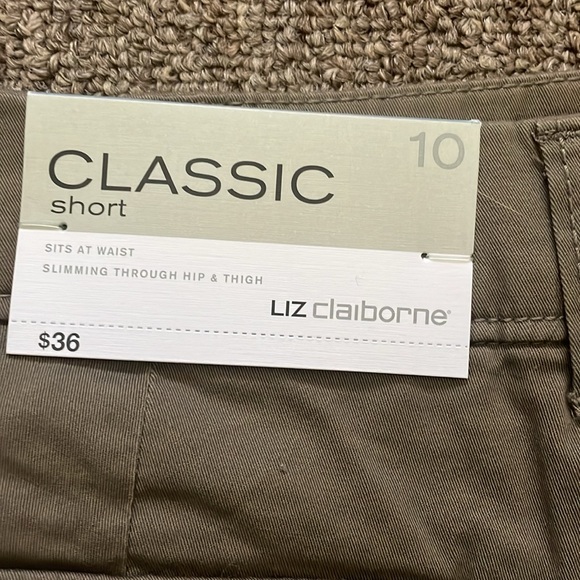 10
CLASSIC
short
SITS AT WAIST
SLIMMING THROUGH HIP & THIGH
LIZ claiborne®
$36